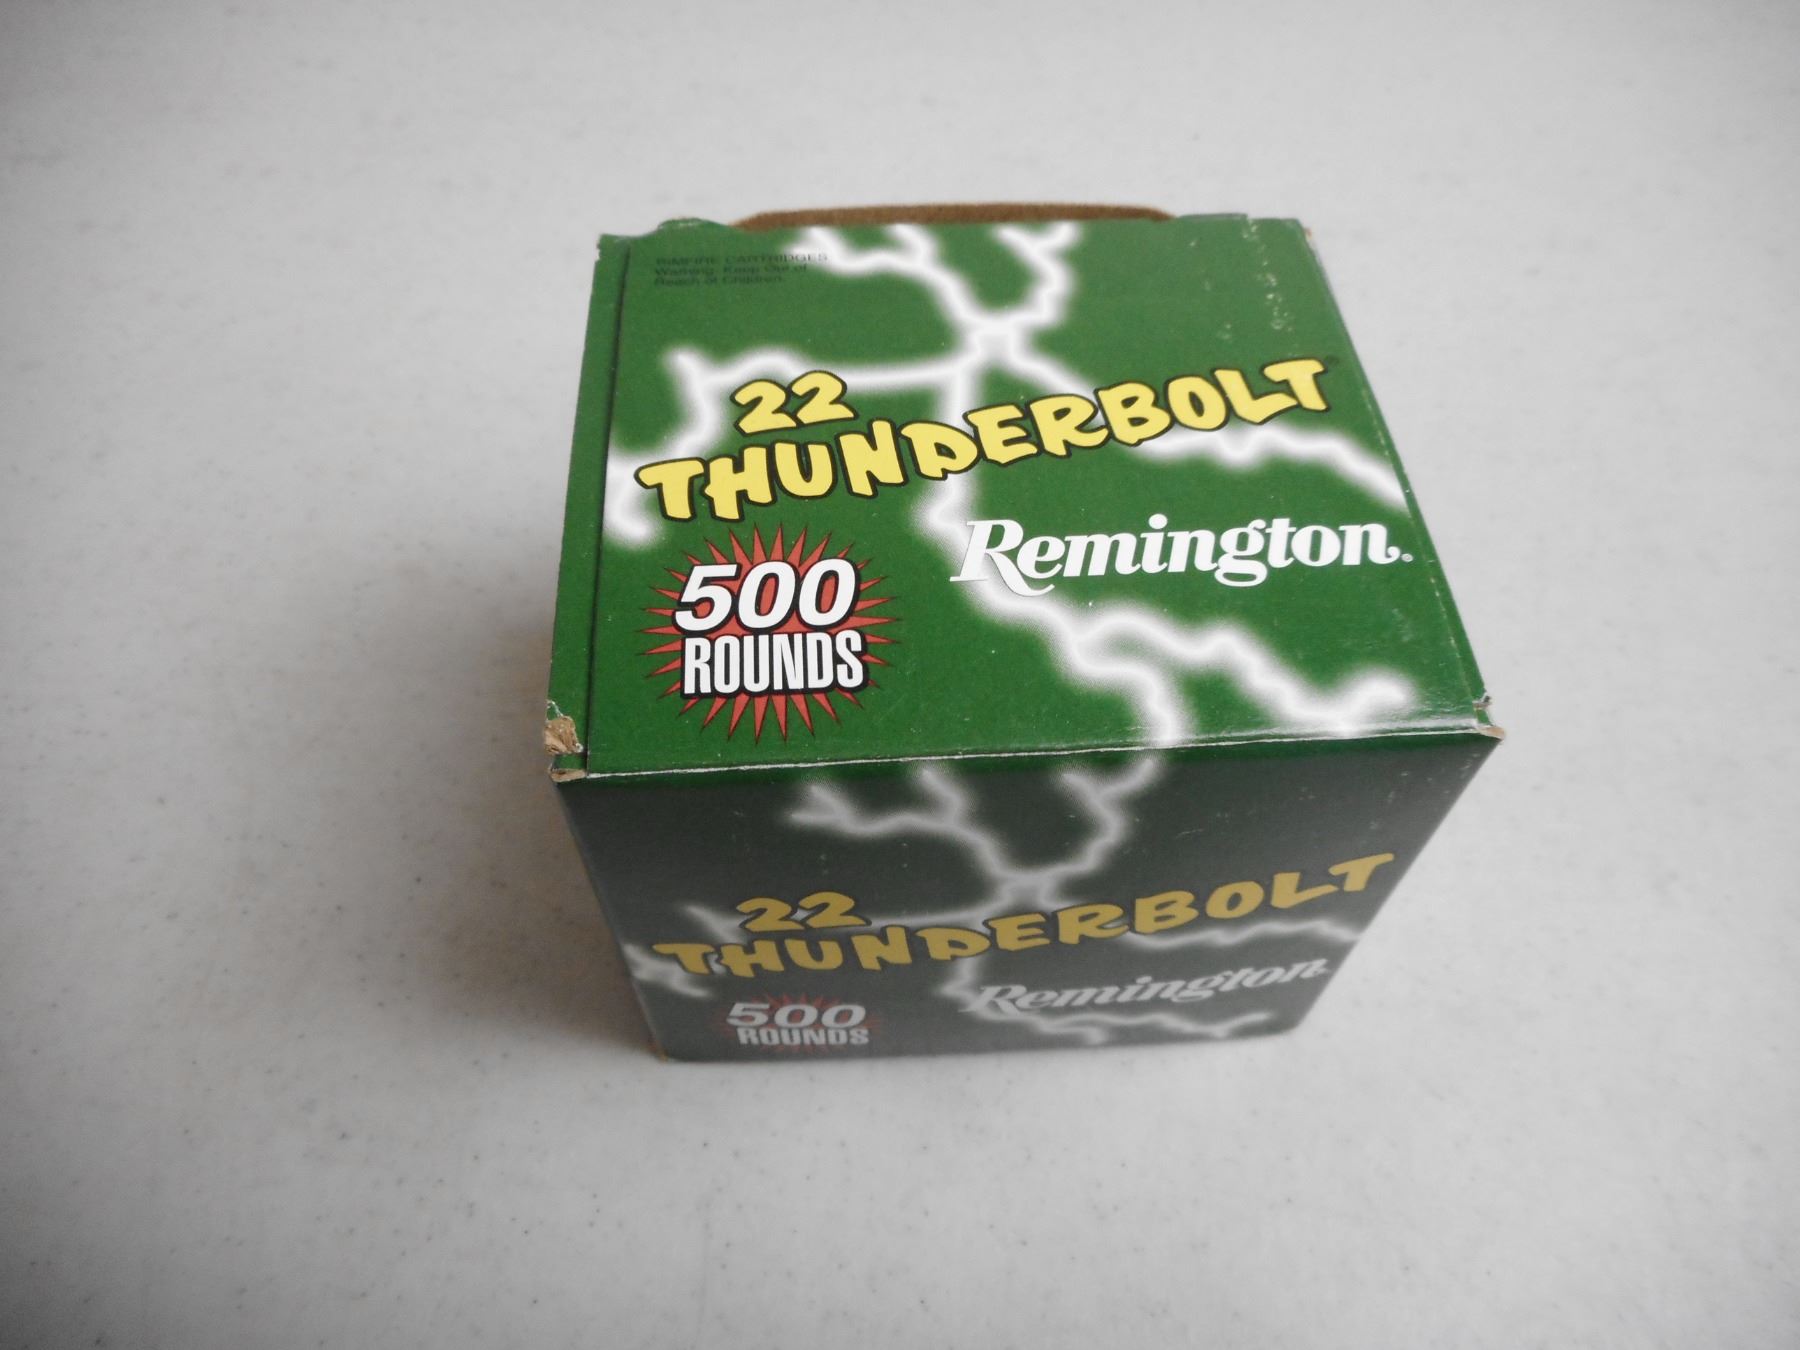 RIMFIRE CARTRIDGES
Warning: Keep Out of
Reach of Children.
22
THUNDERBOLT®
Remington®
500
ROUNDS
22
THUNDERBOLT
Remington
500
ROUNDS